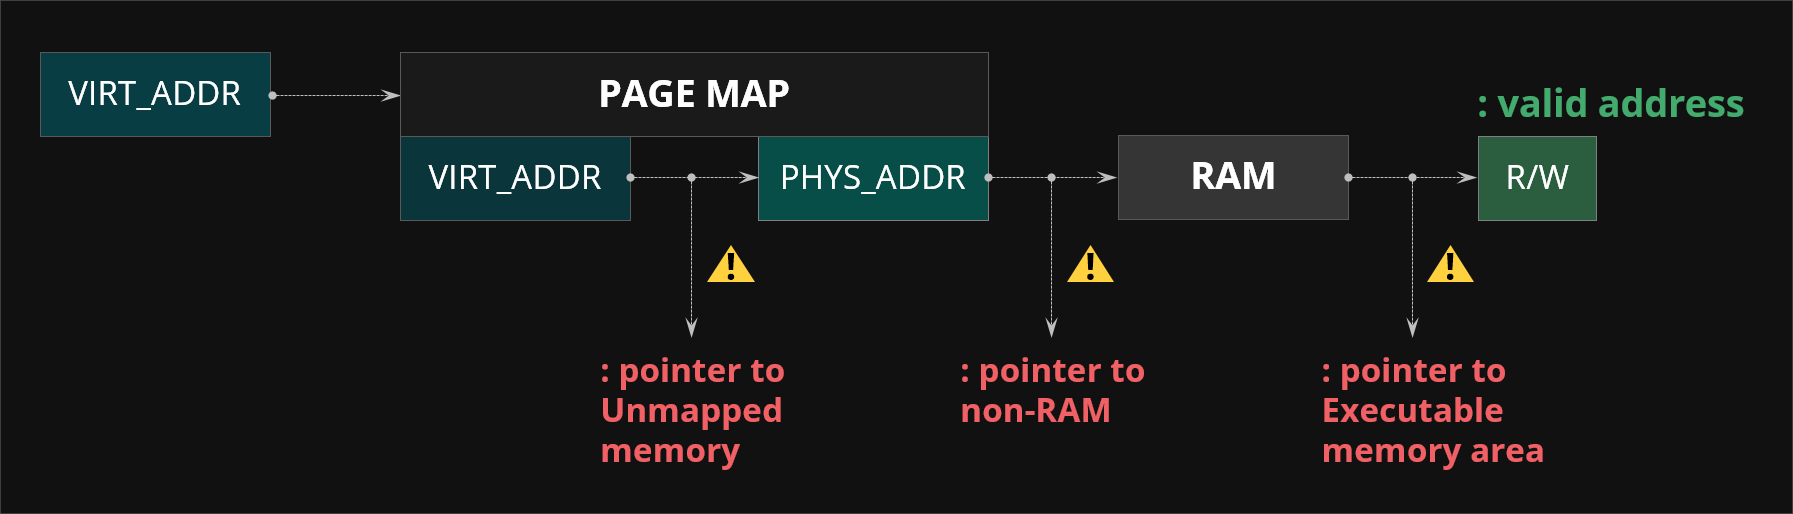 VIRT_ADDR
PAGE MAP
: valid address
VIRT_ADDR
PHYS_ADDR
RAM
R/W
: pointer to
Unmapped
memory
: pointer to
non-RAM
: pointer to
Executable
memory area